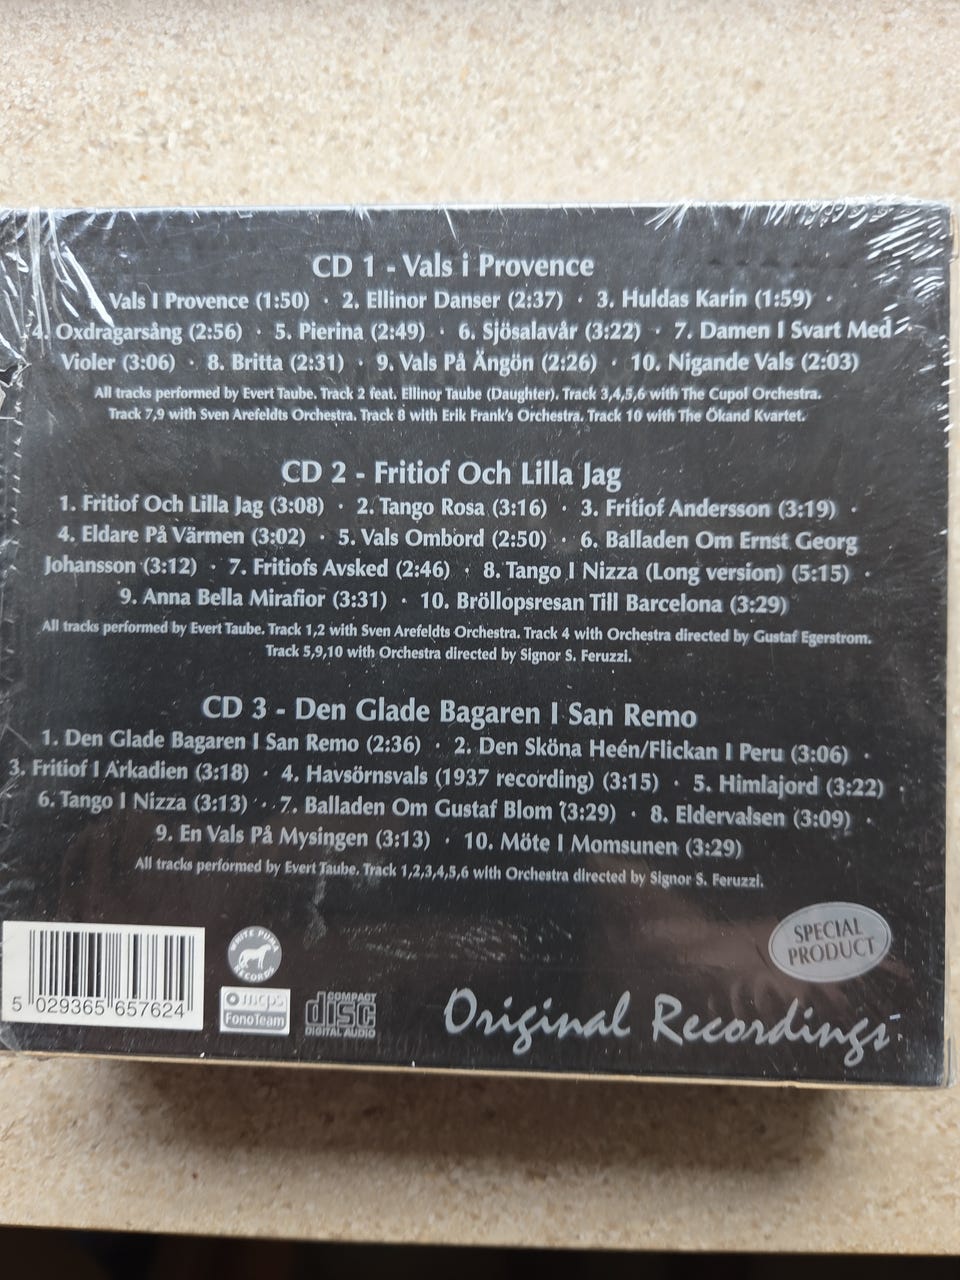 CD 1 - Vals i Provence
1. Vals I Provence (1:50) · 2. Ellinor Danser (2:37) · 3. Huldas Karin (1:59) ·
4. Oxdragarsång (2:56) · 5. Pierina (2:49) · 6. Sjösalavår (3:22) · 7. Damen I Svart Med
Violer (3:06) · 8. Britta (2:31) · 9. Vals På Ängön (2:26) · 10. Nigande Vals (2:03)
All tracks performed by Evert Taube. Track 2 feat. Ellinor Taube (Daughter). Track 3,4,5,6 with The Cupol Orchestra.
Track 7,9 with Sven Arefeldts Orchestra. Track 8 with Erik Frank's Orchestra. Track 10 with The Ökand Kvartet.
CD 2 - Fritiof Och Lilla Jag
1. Fritiof Och Lilla Jag (3:08) · 2. Tango Rosa (3:16) · 3. Fritiof Andersson (3:19) ·
4. Eldare På Värmen (3:02) · 5. Vals Ombord (2:50) · 6. Balladen Om Ernst Georg
Johansson (3:12) · 7. Fritiofs Avsked (2:46) · 8. Tango I Nizza (Long version) (5:15) ·
9. Anna Bella Mirafior (3:31) · 10. Bröllopsresan Till Barcelona (3:29)
All tracks performed by Evert Taube. Track 1,2 with Sven Arefeldts Orchestra. Track 4 with Orchestra directed by Gustaf Egerstrom.
Track 5,9,10 with Orchestra directed by Signor S. Feruzzi.
CD 3 - Den Glade Bagaren I San Remo
1. Den Glade Bagaren I San Remo (2:36) · 2. Den Sköna Heén/Flickan I Peru (3:06) ·
3. Fritiof I Arkadien (3:18) · 4. Havsörnsvals (1937 recording) (3:15) · 5. Himlajord (3:22) ·
6. Tango I Nizza (3:13) · 7. Balladen Om Gustaf Blom (3:29) · 8. Eldervalsen (3:09) ·
9. En Vals På Mysingen (3:13) · 10. Möte I Momsunen (3:29)
All tracks performed by Evert Taube. Track 1,2,3,4,5,6 with Orchestra directed by Signor S. Feruzzi.
SPECIAL
PRODUCT
WHITE PUMA
RECORDS
mcps
FonoTeam
COMPACT
disc
DIGITAL AUDIO
Original Recordings
5 029365 657624